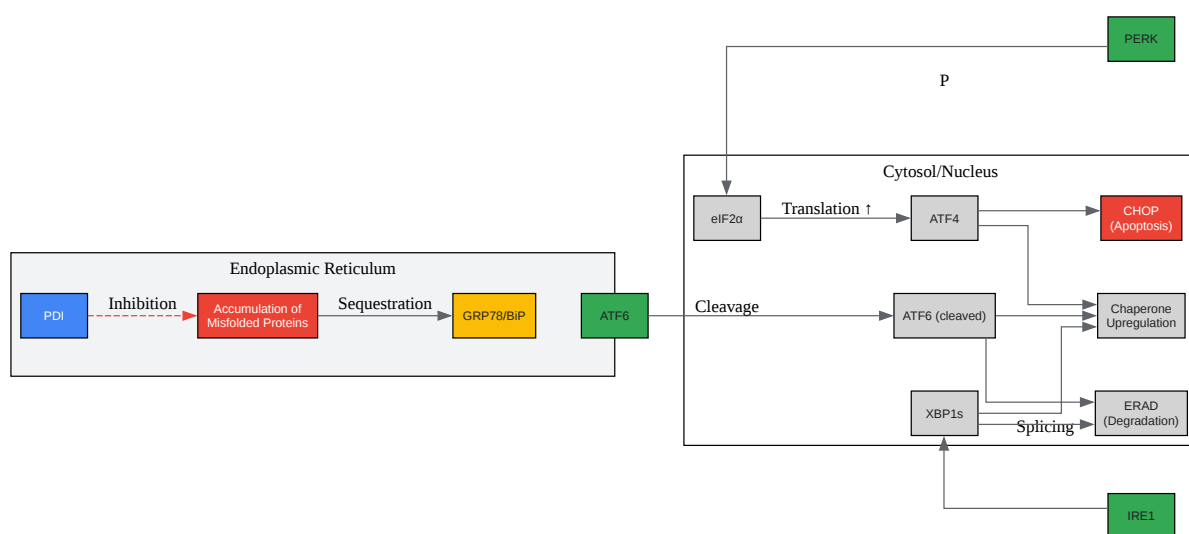 PERK
P
Cytosol/Nucleus
eIF2α
Translation ↑
ATF4
CHOP
(Apoptosis)
Endoplasmic Reticulum
PDI
Inhibition
Accumulation of
Misfolded Proteins
Sequestration
GRP78/BiP
ATF6
Cleavage
ATF6 (cleaved)
Chaperone
Upregulation
XBP1s
Splicing
ERAD
(Degradation)
IRE1